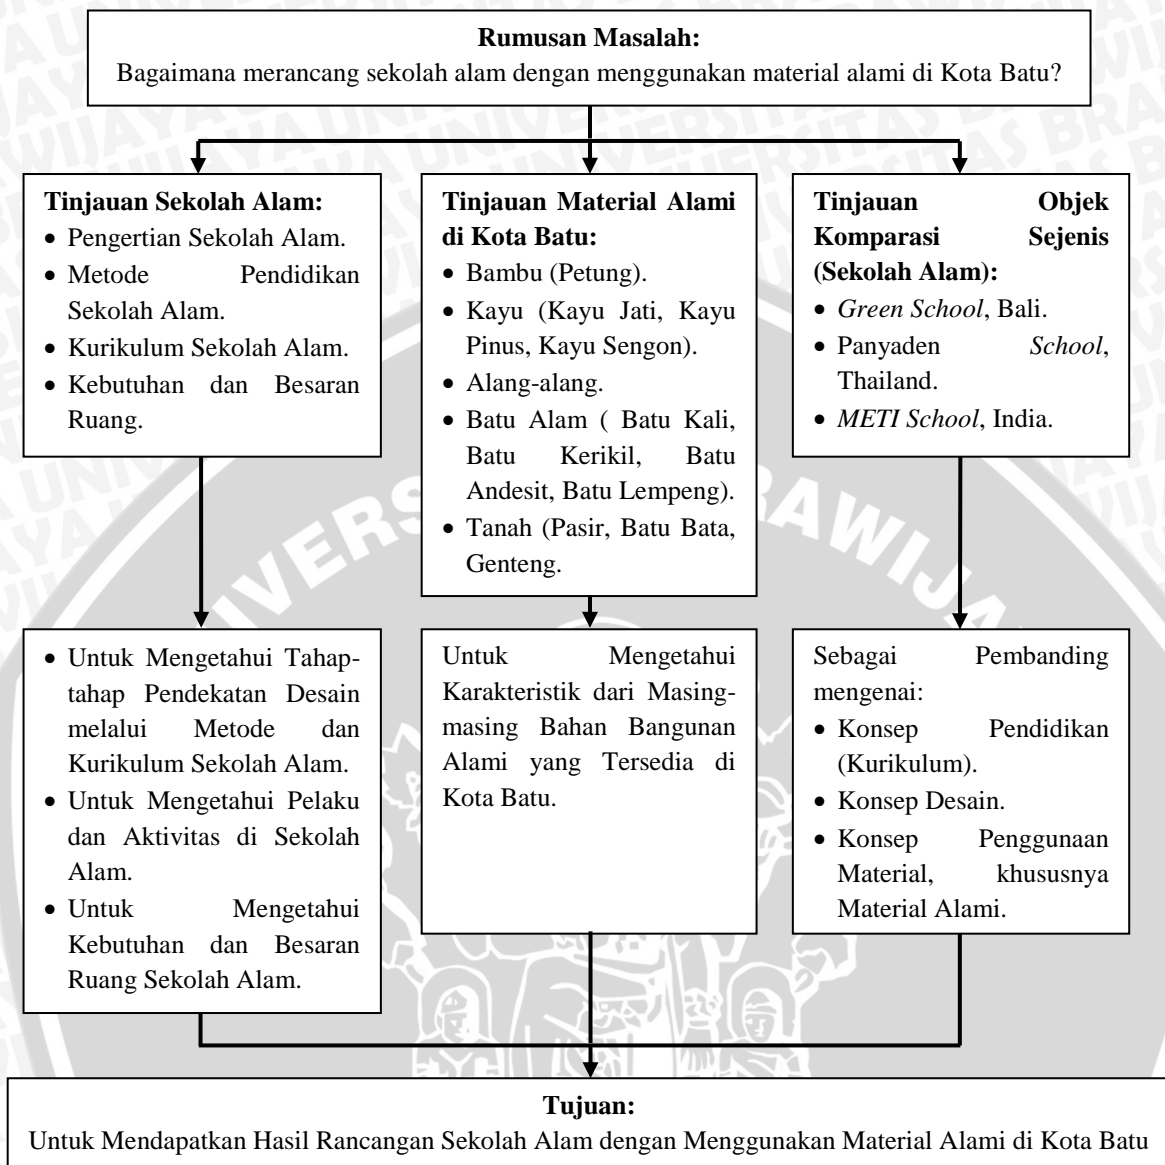 Rumusan Masalah:
Bagaimana merancang sekolah alam dengan menggunakan material alami di Kota Batu?
Tinjauan Sekolah Alam:
• Pengertian Sekolah Alam.
• Metode Pendidikan
Sekolah Alam.
• Kurikulum Sekolah Alam.
• Kebutuhan dan Besaran
Ruang.
Tinjauan Material Alami
di Kota Batu:
• Bambu (Petung).
• Kayu (Kayu Jati, Kayu
Pinus, Kayu Sengon).
• Alang-alang.
• Batu Alam ( Batu Kali,
Batu Kerikil, Batu
Andesit, Batu Lempeng).
• Tanah (Pasir, Batu Bata,
Genteng.
Tinjauan Objek
Komparasi Sejenis
(Sekolah Alam):
• Green School, Bali.
• Panyaden School,
Thailand.
• METI School, India.
• Untuk Mengetahui Tahap-
tahap Pendekatan Desain
melalui Metode dan
Kurikulum Sekolah Alam.
• Untuk Mengetahui Pelaku
dan Aktivitas di Sekolah
Alam.
• Untuk Mengetahui
Kebutuhan dan Besaran
Ruang Sekolah Alam.
Untuk Mengetahui
Karakteristik dari Masing-
masing Bahan Bangunan
Alami yang Tersedia di
Kota Batu.
Sebagai Pembanding
mengenai:
• Konsep Pendidikan
(Kurikulum).
• Konsep Desain.
• Konsep Penggunaan
Material, khususnya
Material Alami.
Tujuan:
Untuk Mendapatkan Hasil Rancangan Sekolah Alam dengan Menggunakan Material Alami di Kota Batu